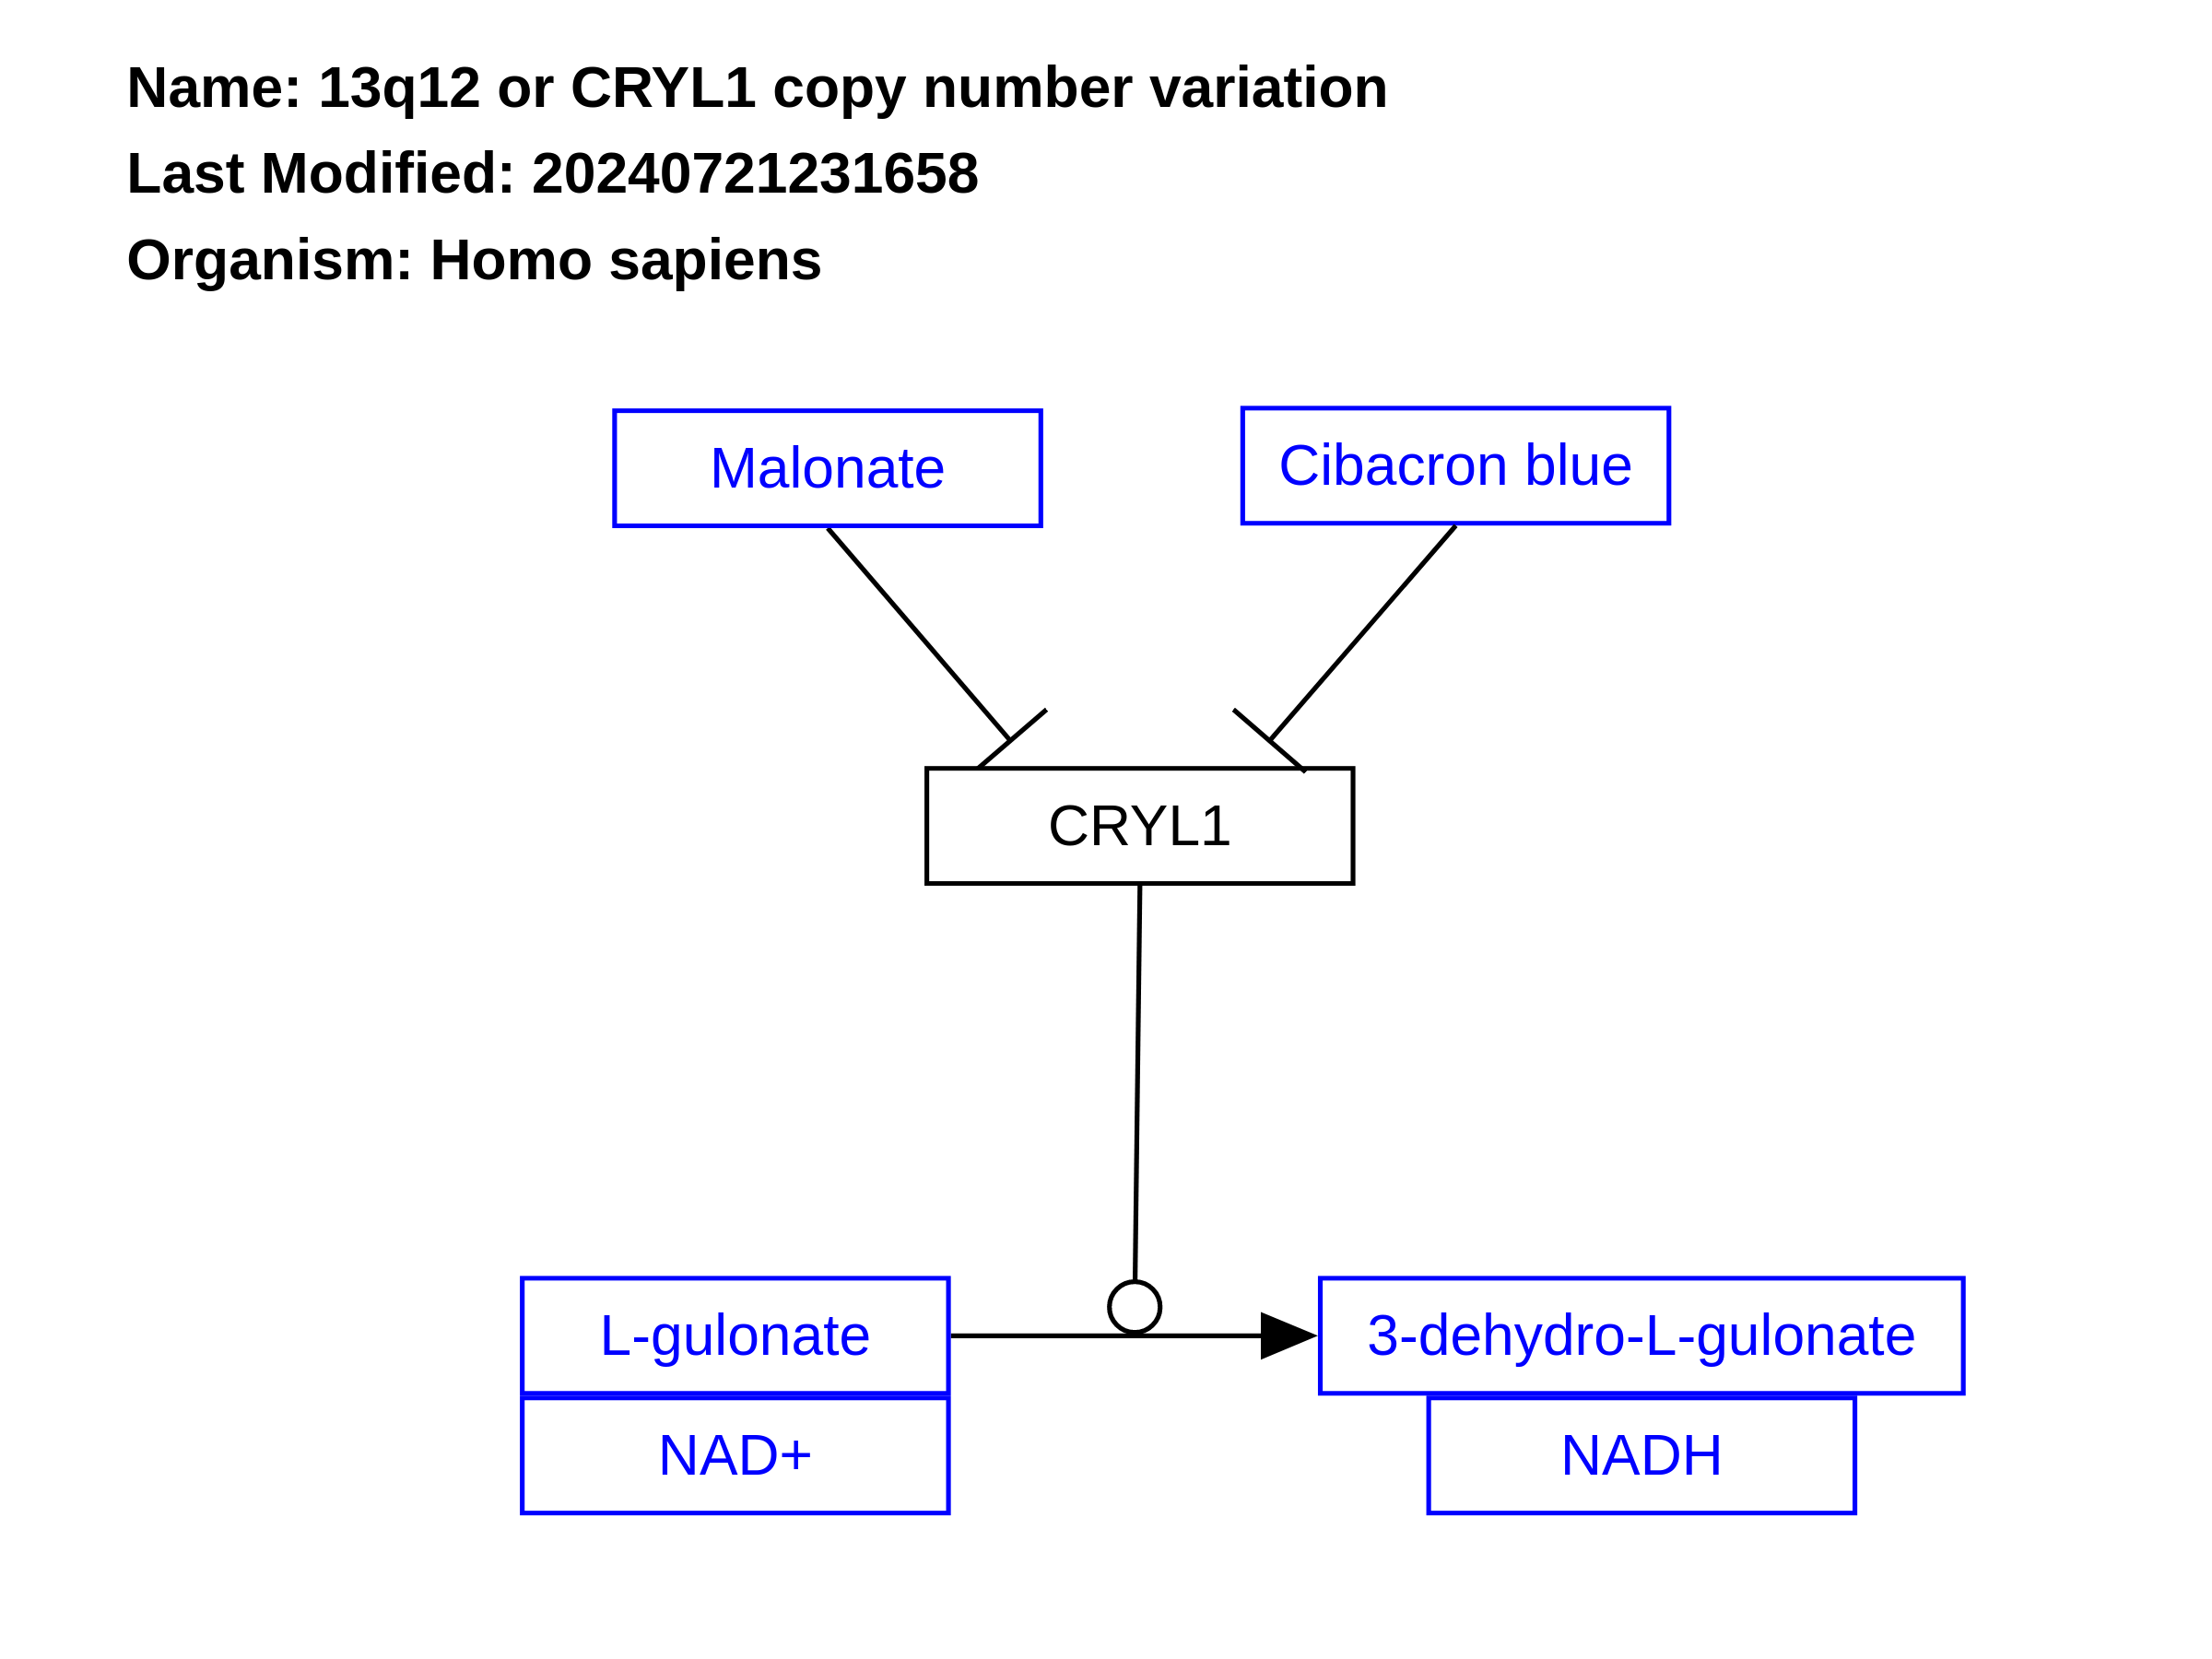 Name: 13q12 or CRYL1 copy number variation
Last Modified: 20240721231658
Organism: Homo sapiens
Malonate
Cibacron blue
CRYL1
L-gulonate
3-dehydro-L-gulonate
NAD+
NADH